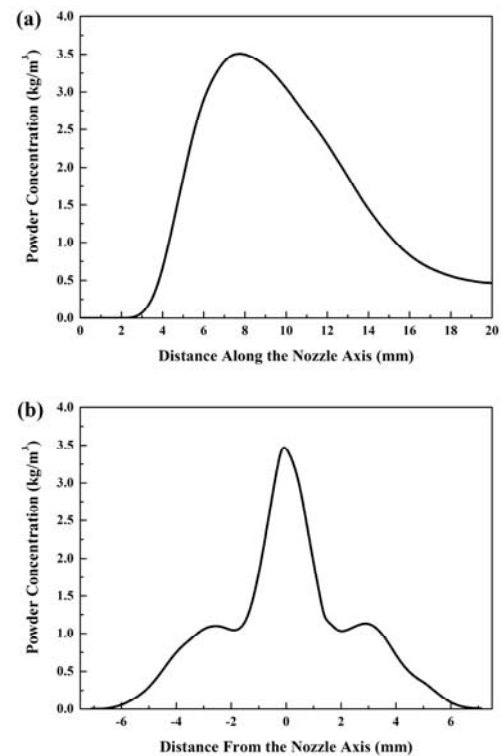 (a)
4.0
3.5
3.0
2.5
2.0
1.5
1.0
0.5
0.0
Powder Concentration (kg/m³)
0 2 4 6 8 10 12 14 16 18 20
Distance Along the Nozzle Axis (mm)
(b)
4.0
3.5
3.0
2.5
2.0
1.5
1.0
0.5
0.0
Powder Concentration (kg/m³)
-6 -4 -2 0 2 4 6
Distance From the Nozzle Axis (mm)